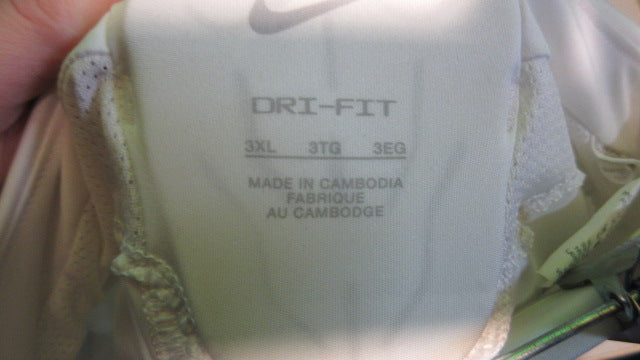 DRI-FIT
3XL 3TG 3EG
MADE IN CAMBODIA
FABRIQUE
AU CAMBODGE